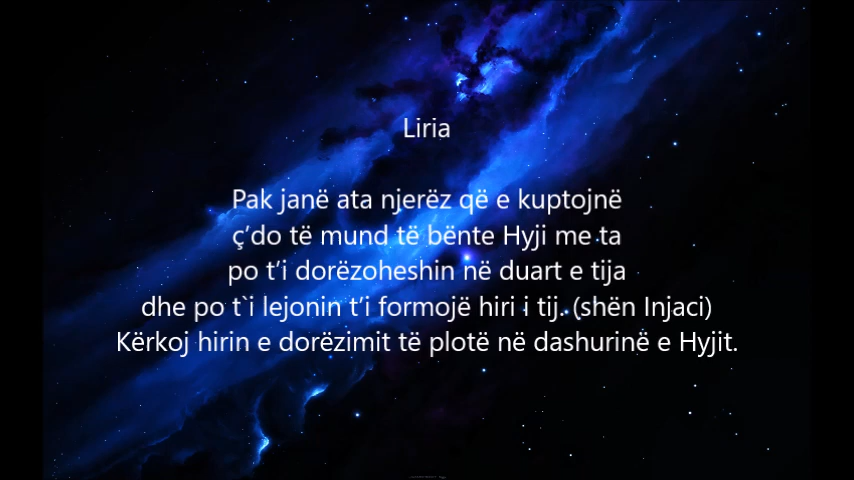 Liria
Pak janë ata njerëz që e kuptojnë
ç’do të mund të bënte Hyji me ta
po t’i dorëzoheshin në duart e tija
dhe po t`i lejonin t’i formojë hiri i tij. (shën Injaci)
Kërkoj hirin e dorëzimit të plotë në dashurinë e Hyjit.